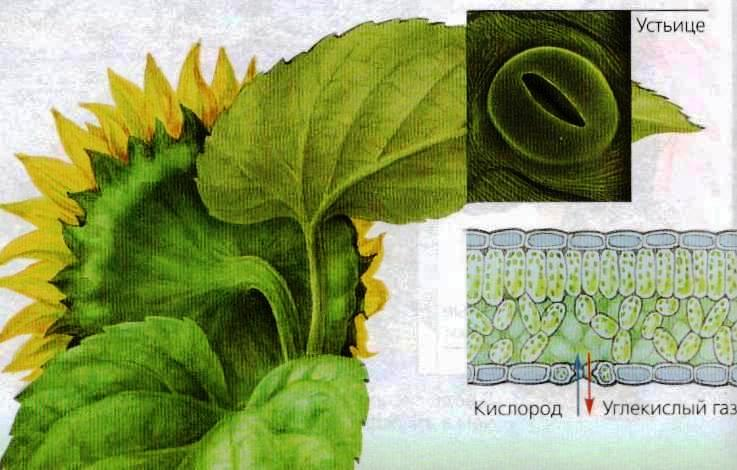 Устьице
Кислород Углекислый газ